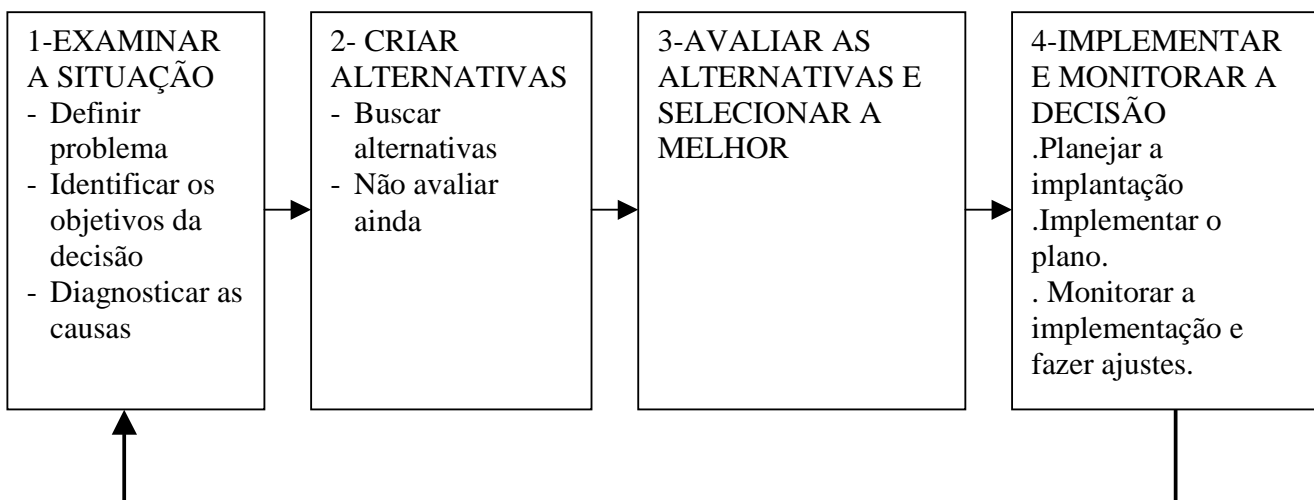 1-EXAMINAR
A SITUAÇÃO
- Definir
problema
- Identificar os
objetivos da
decisão
- Diagnosticar as
causas
2- CRIAR
ALTERNATIVAS
- Buscar
alternativas
- Não avaliar
ainda
3-AVALIAR AS
ALTERNATIVAS E
SELECIONAR A
MELHOR
4-IMPLEMENTAR
E MONITORAR A
DECISÃO
.Planejar a
implantação
.Implementar o
plano.
. Monitorar a
implementação e
fazer ajustes.